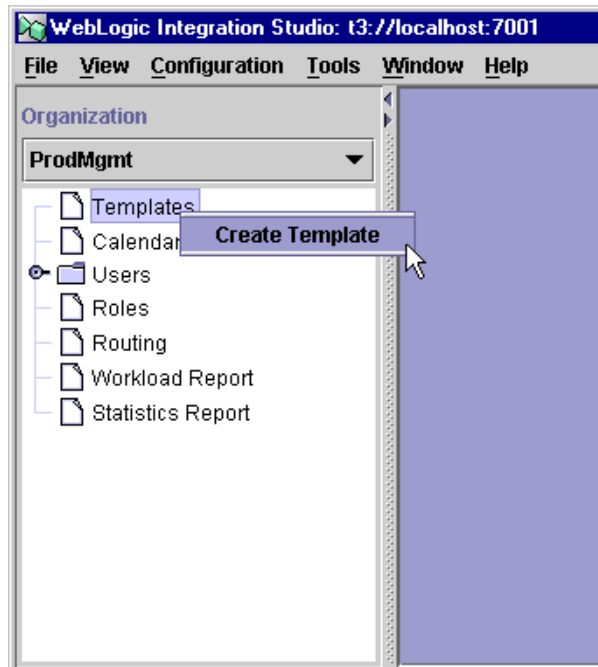 WebLogic Integration Studio: t3://localhost:7001
File View Configuration Tools Window Help
Organization
ProdMgmt
Templates
Create Template
Calendar
Users
Roles
Routing
Workload Report
Statistics Report